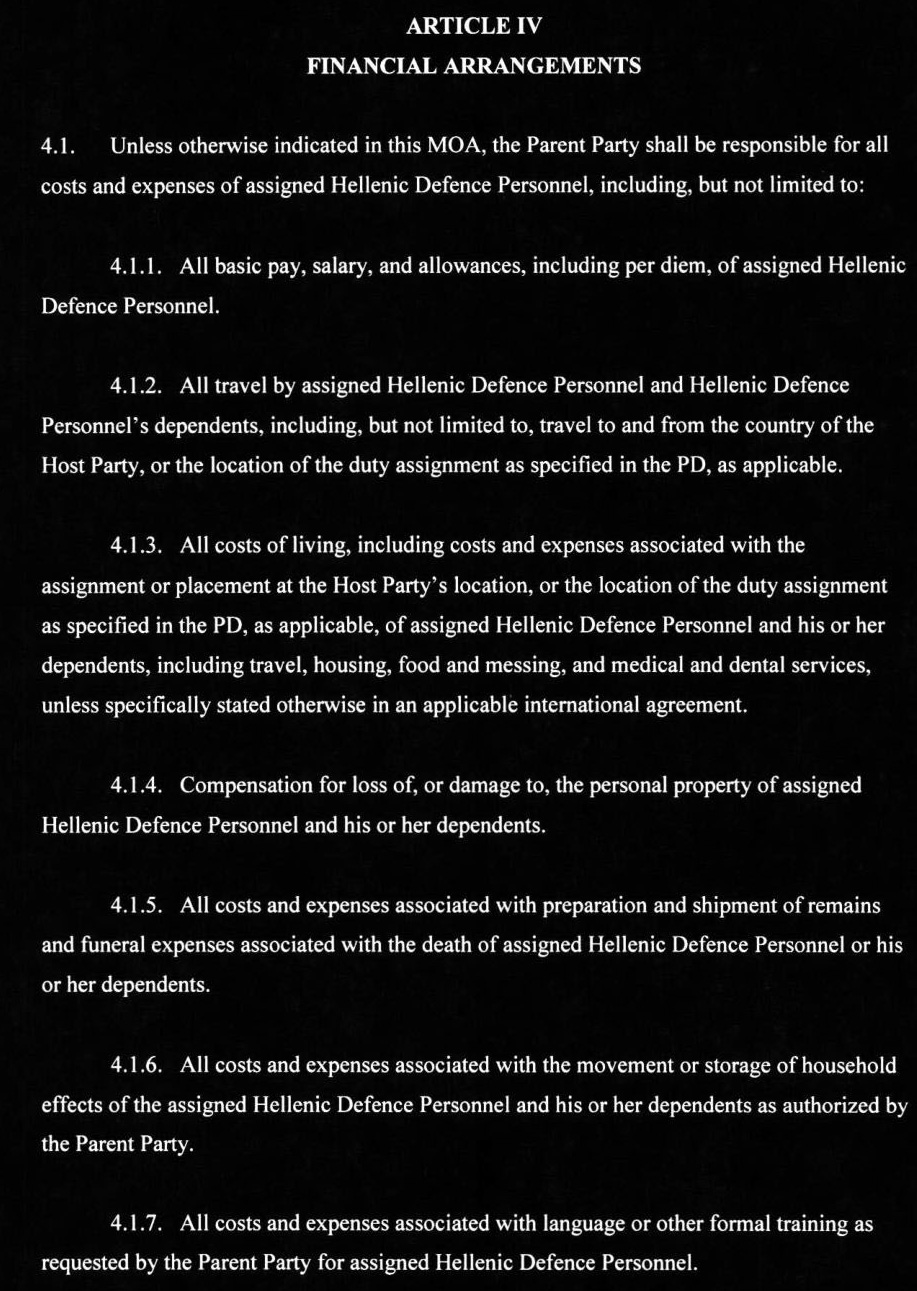 ARTICLE IV
FINANCIAL ARRANGEMENTS
4.1. Unless otherwise indicated in this MOA, the Parent Party shall be responsible for all
costs and expenses of assigned Hellenic Defence Personnel, including, but not limited to:
4.1.1. All basic pay, salary, and allowances, including per diem, of assigned Hellenic
Defence Personnel.
4.1.2. All travel by assigned Hellenic Defence Personnel and Hellenic Defence
Personnel's dependents, including, but not limited to, travel to and from the country of the
Host Party, or the location of the duty assignment as specified in the PD, as applicable.
4.1.3. All costs of living, including costs and expenses associated with the
assignment or placement at the Host Party's location, or the location of the duty assignment
as specified in the PD, as applicable, of assigned Hellenic Defence Personnel and his or her
dependents, including travel, housing, food and messing, and medical and dental services,
unless specifically stated otherwise in an applicable international agreement.
4.1.4. Compensation for loss of, or damage to, the personal property of assigned
Hellenic Defence Personnel and his or her dependents.
4.1.5. All costs and expenses associated with preparation and shipment of remains
and funeral expenses associated with the death of assigned Hellenic Defence Personnel or his
or her dependents.
4.1.6. All costs and expenses associated with the movement or storage of household
effects of the assigned Hellenic Defence Personnel and his or her dependents as authorized by
the Parent Party.
4.1.7. All costs and expenses associated with language or other formal training as
requested by the Parent Party for assigned Hellenic Defence Personnel.